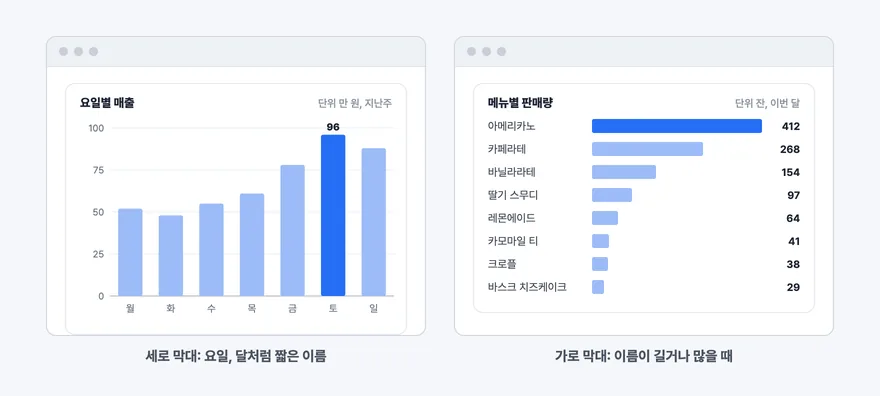 요일별 매출
단위 만 원, 지난주
100
75
50
25
0
96
월 화 수 목 금 토 일
세로 막대: 요일, 달처럼 짧은 이름
메뉴별 판매량
단위 잔, 이번 달
아메리카노 412
카페라테 268
바닐라라테 154
딸기 스무디 97
레몬에이드 64
카모마일 티 41
크로플 38
바스크 치즈케이크 29
가로 막대: 이름이 길거나 많을 때